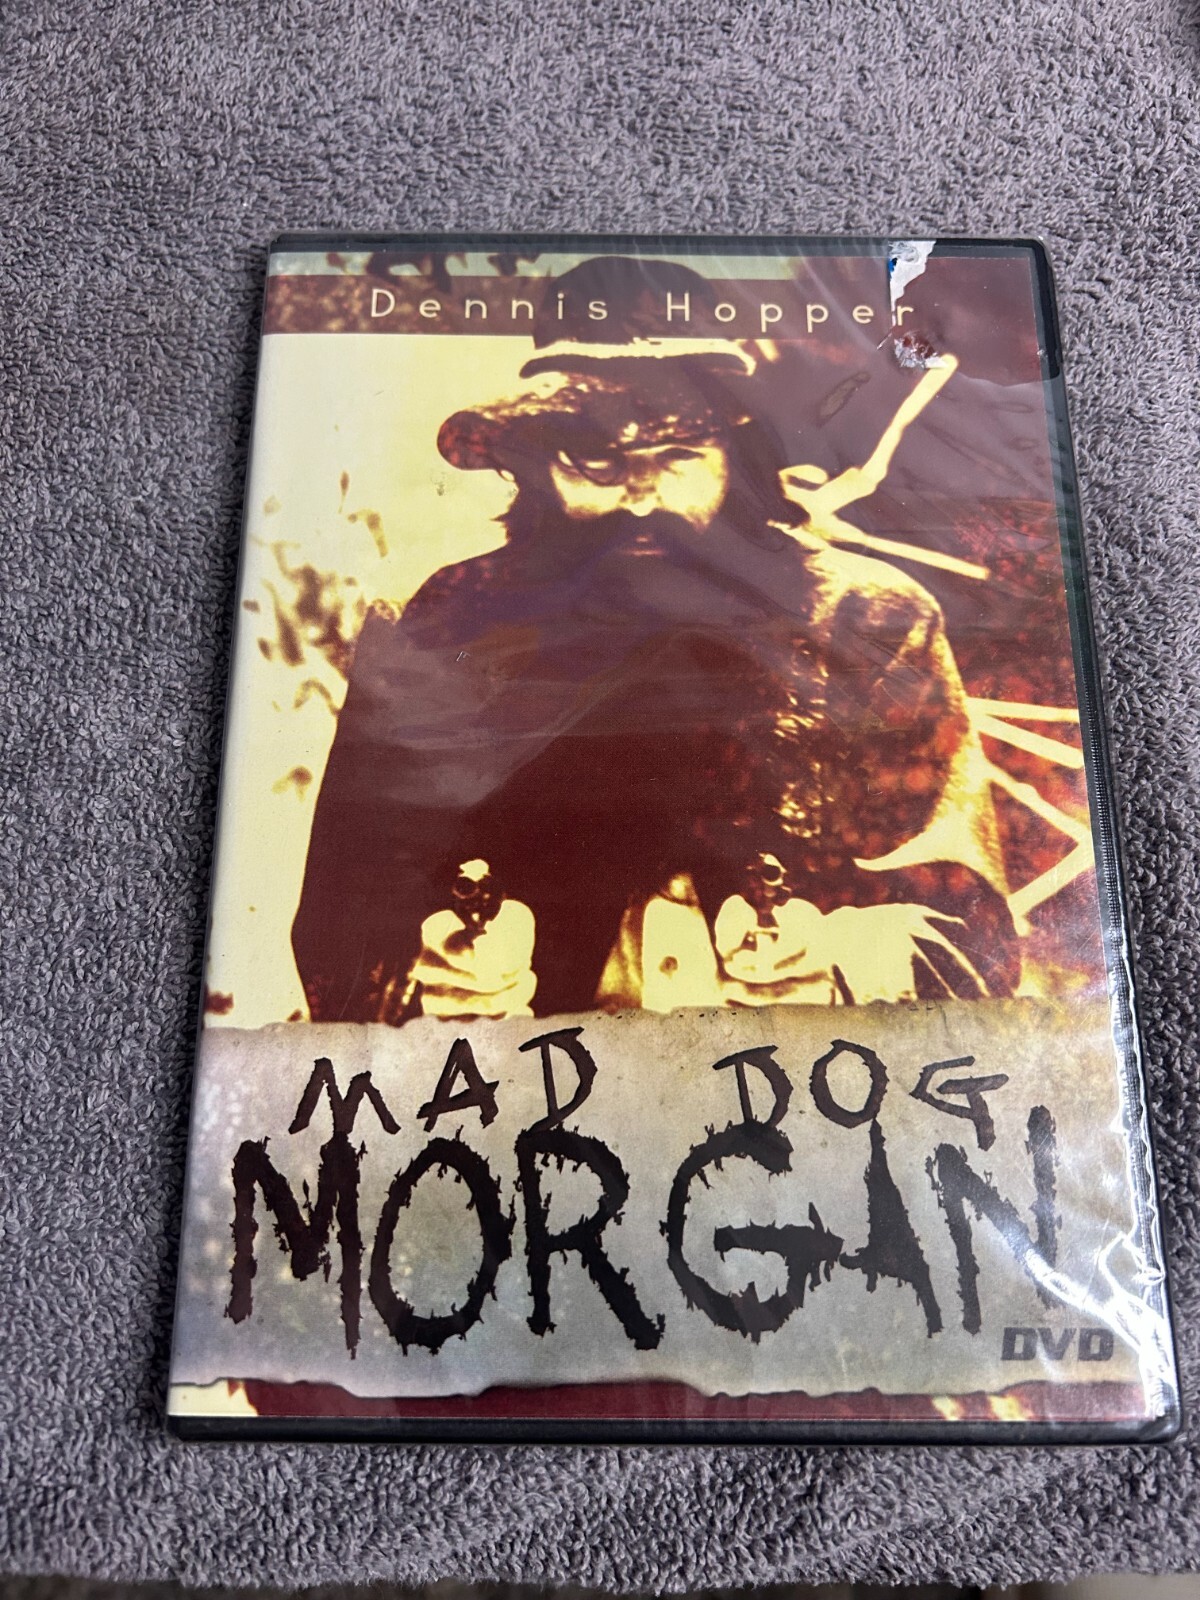 Dennis Hopper
MAD DOG
MORGAN
DVD